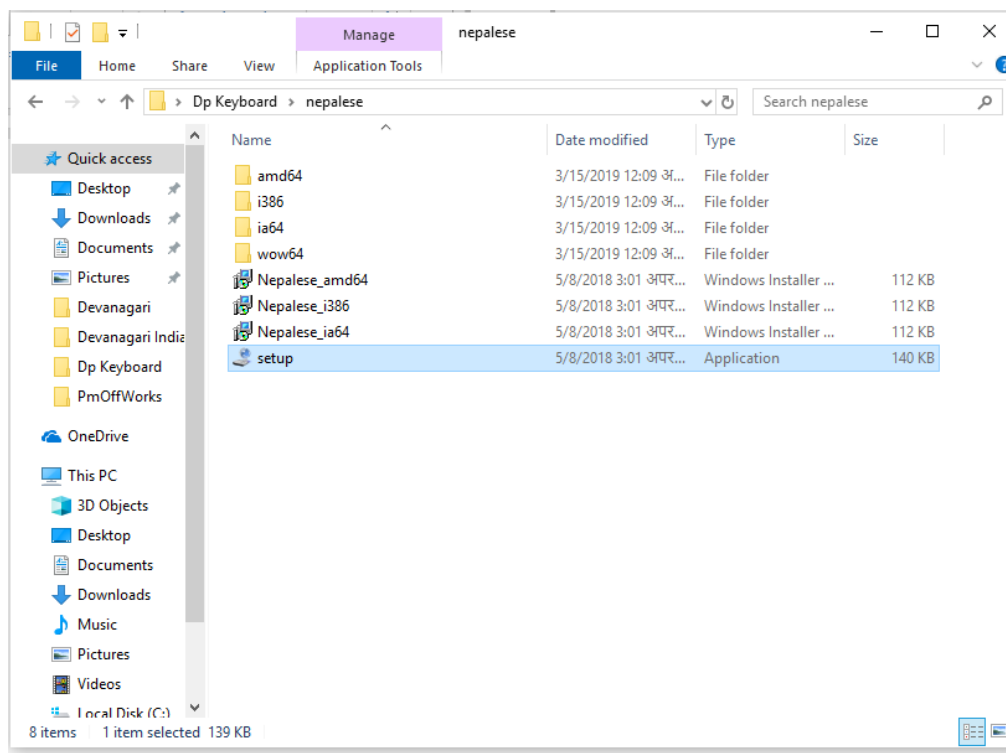 Manage nepalese
File Home Share View Application Tools
Dp Keyboard nepalese Search nepalese
Name Date modified Type Size
Quick access
Desktop
Downloads
Documents
Pictures
Devanagari
Devanagari India
Dp Keyboard
PmOffWorks
OneDrive
This PC
3D Objects
Desktop
Documents
Downloads
Music
Pictures
Videos
Local Disk (C:)
amd64 3/15/2019 12:09 अ... File folder
i386 3/15/2019 12:09 अ... File folder
ia64 3/15/2019 12:09 अ... File folder
wow64 3/15/2019 12:09 अ... File folder
Nepalese_amd64 5/8/2018 3:01 अपर... Windows Installer ... 112 KB
Nepalese_i386 5/8/2018 3:01 अपर... Windows Installer ... 112 KB
Nepalese_ia64 5/8/2018 3:01 अपर... Windows Installer ... 112 KB
setup 5/8/2018 3:01 अपर... Application 140 KB
8 items 1 item selected 139 KB